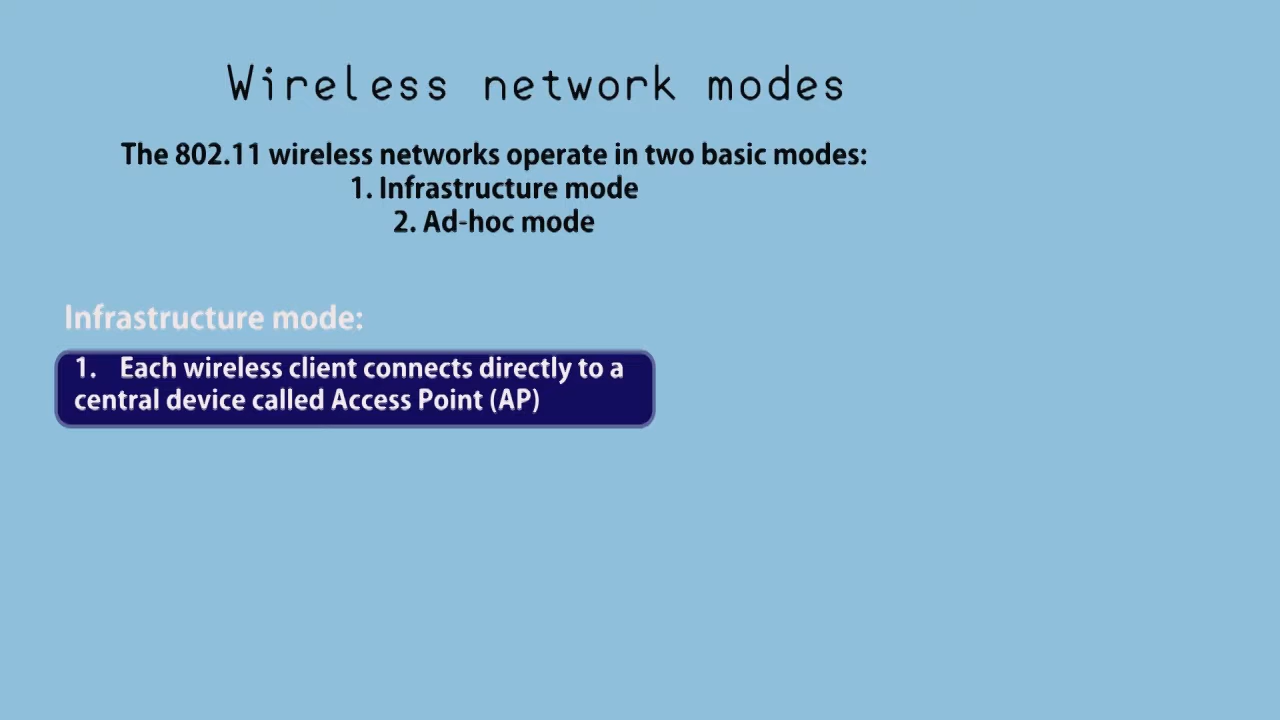 Wireless network modes
The 802.11 wireless networks operate in two basic modes:
1. Infrastructure mode
2. Ad-hoc mode
Infrastructure mode:
1. Each wireless client connects directly to a
central device called Access Point (AP)